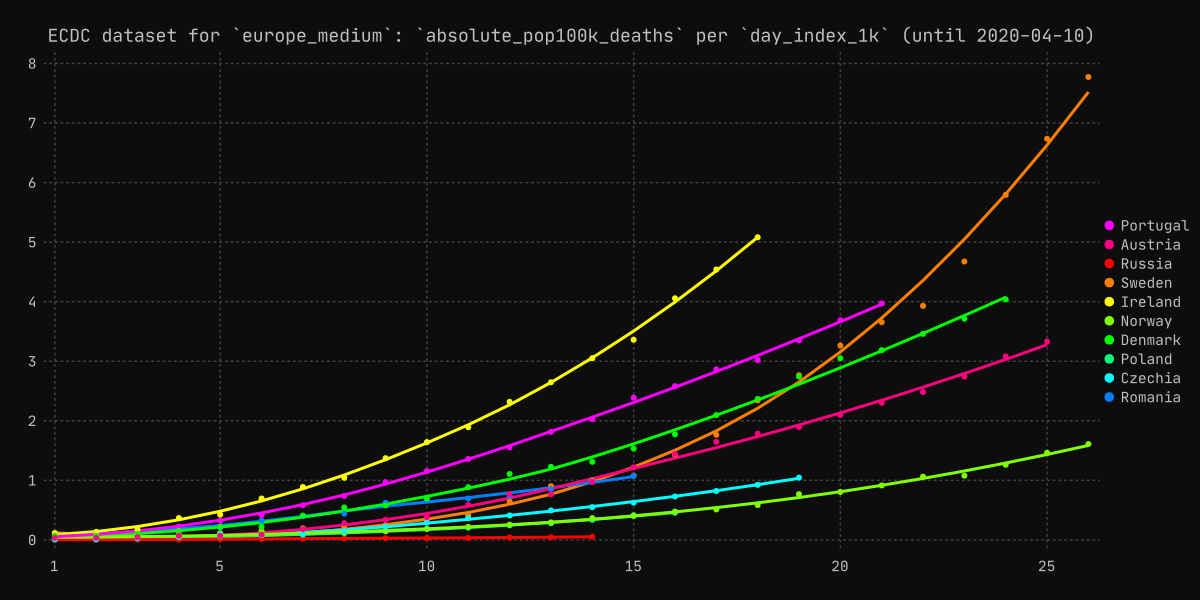 ECDC dataset for `europe_medium`: `absolute_pop100k_deaths` per `day_index_1k` (until 2020-04-10)
8
7
6
5
4
3
2
1
0
1 5 10 15 20 25
Portugal
Austria
Russia
Sweden
Ireland
Norway
Denmark
Poland
Czechia
Romania